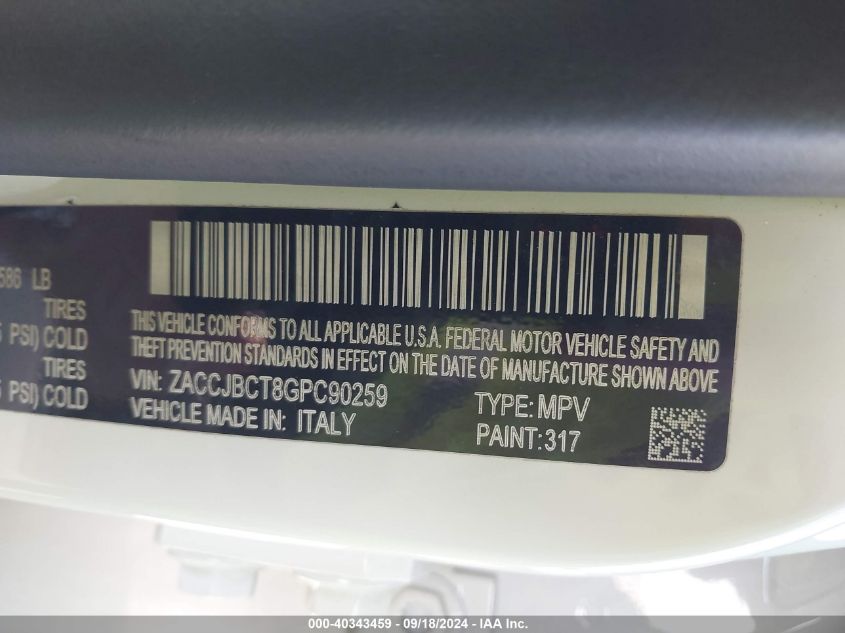 586 LB
TIRES
PSI) COLD
TIRES
PSI) COLD
THIS VEHICLE CONFORMS TO ALL APPLICABLE U.S.A. FEDERAL MOTOR VEHICLE SAFETY AND
THEFT PREVENTION STANDARDS IN EFFECT ON THE DATE OF MANUFACTURE SHOWN ABOVE
VIN: ZACCJBCT8GPC90259
TYPE: MPV
VEHICLE MADE IN: ITALY
PAINT: 317
000-40343459 - 09/18/2024 - IAA Inc.